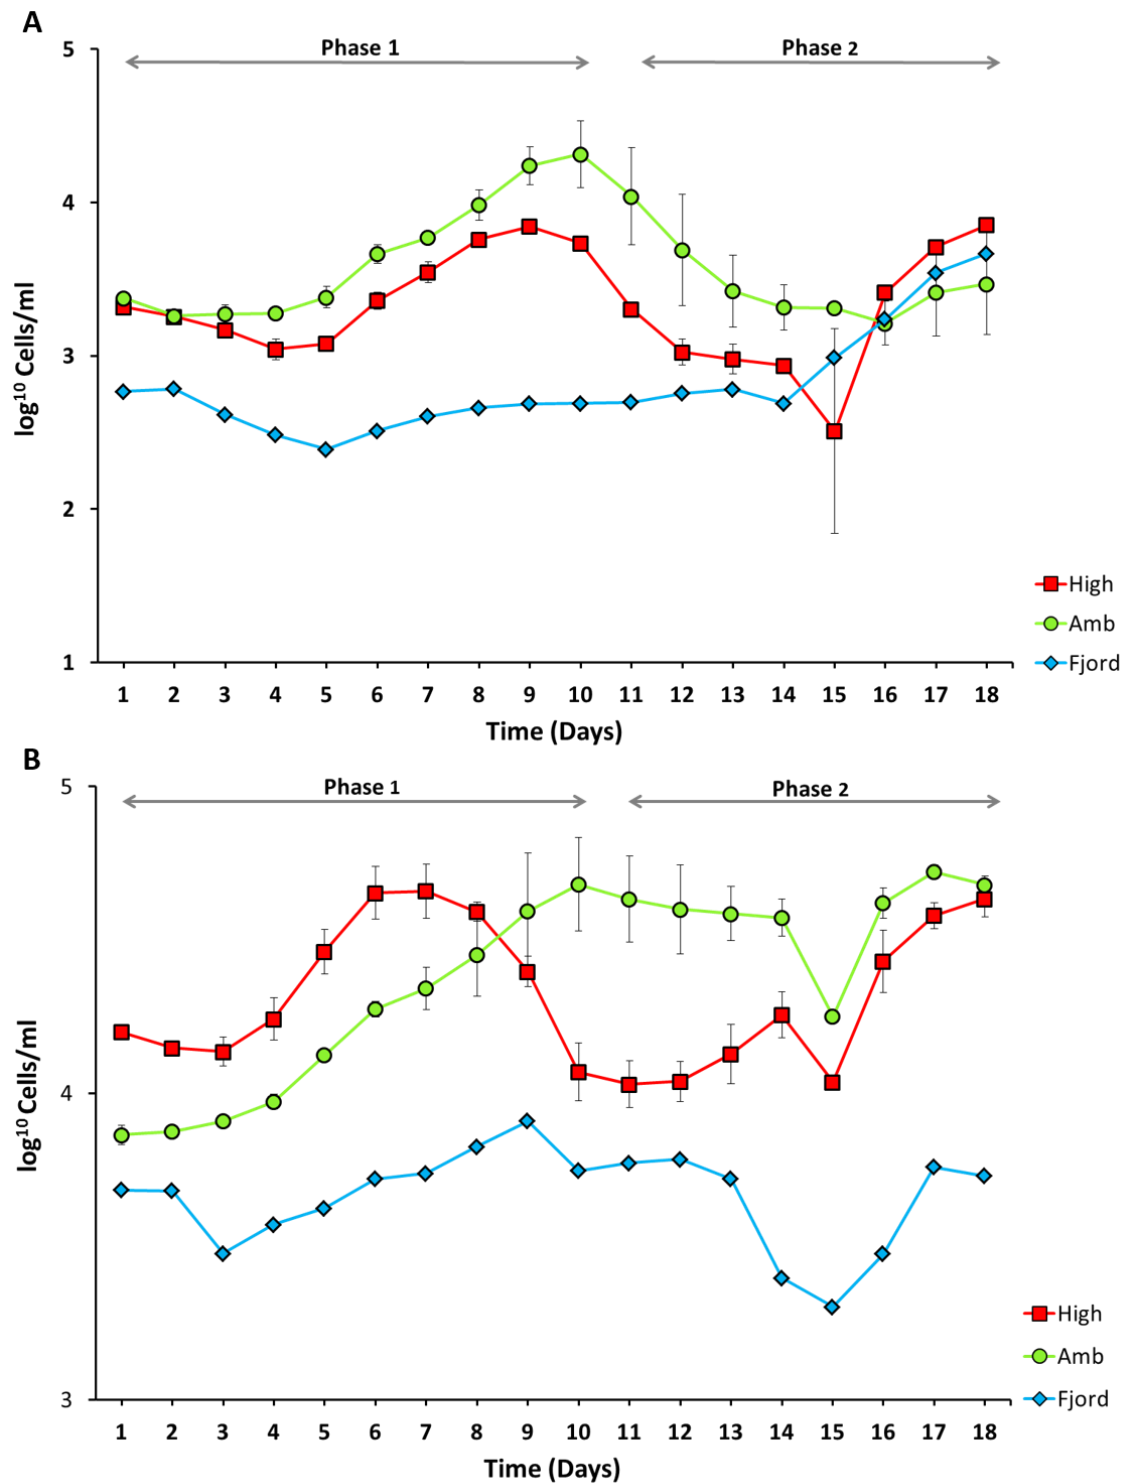 A
Phase 1 Phase 2
5
4
3
2
1
log10 Cells/ml
High
Amb
Fjord
1 2 3 4 5 6 7 8 9 10 11 12 13 14 15 16 17 18
Time (Days)
B
Phase 1 Phase 2
5
4
3
log10 Cells/ml
High
Amb
Fjord
1 2 3 4 5 6 7 8 9 10 11 12 13 14 15 16 17 18
Time (Days)